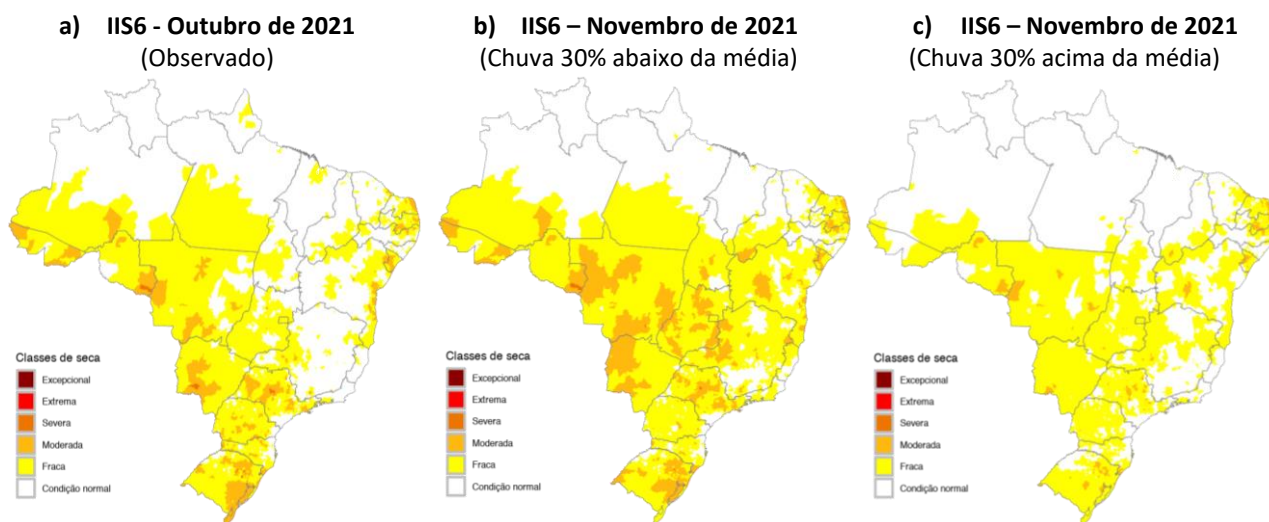 a) IIS6 - Outubro de 2021
(Observado)
b) IIS6 – Novembro de 2021
(Chuva 30% abaixo da média)
c) IIS6 – Novembro de 2021
(Chuva 30% acima da média)
Classes de seca
Excepcional
Extrema
Severa
Moderada
Fraca
Condição normal
Classes de seca
Excepcional
Extrema
Severa
Moderada
Fraca
Condição normal
Classes de seca
Excepcional
Extrema
Severa
Moderada
Fraca
Condição normal